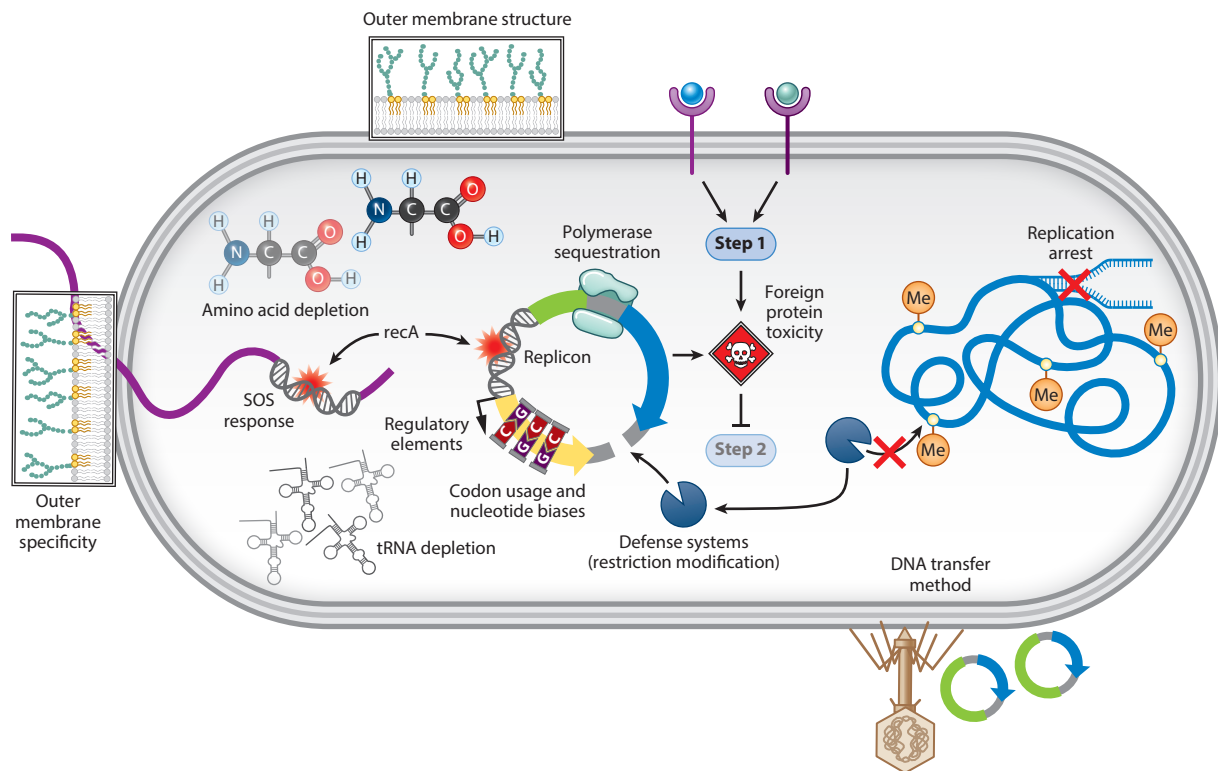 Outer membrane structure
H
H
N
C
C
O
O
H
H
H
H
N
C
C
O
O
H
H
Amino acid depletion
Polymerase
sequestration
Step 1
Foreign
protein
toxicity
Step 2
Replication
arrest
Me
Me
Me
Me
recA
Replicon
SOS
response
Regulatory
elements
C
G
G
C
C
G
Codon usage and
nucleotide biases
tRNA depletion
Defense systems
(restriction modification)
Outer
membrane
specificity
DNA transfer
method